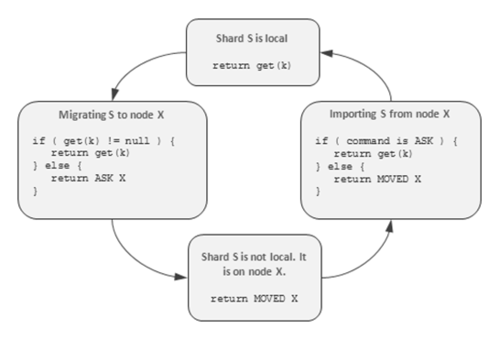 Shard S is local
return get(k)
Migrating S to node X
if ( get(k) != null ) {
return get(k)
} else {
return ASK X
}
Importing S from node X
if ( command is ASK ) {
return get(k)
} else {
return MOVED X
}
Shard S is not local. It
is on node X.
return MOVED X